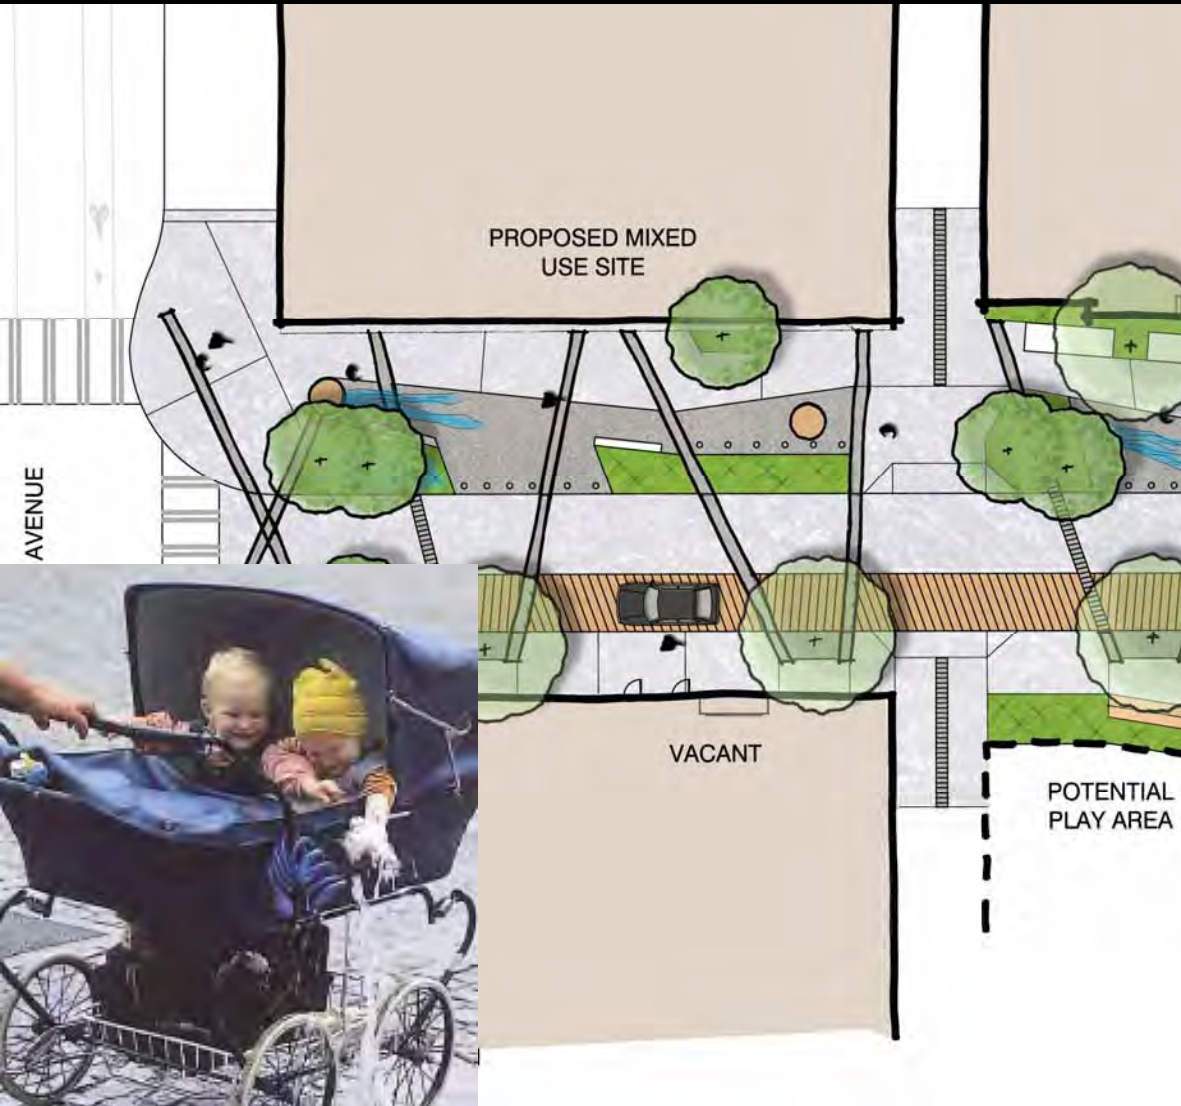 PROPOSED MIXED
USE SITE
AVENUE
VACANT
POTENTIAL
PLAY AREA